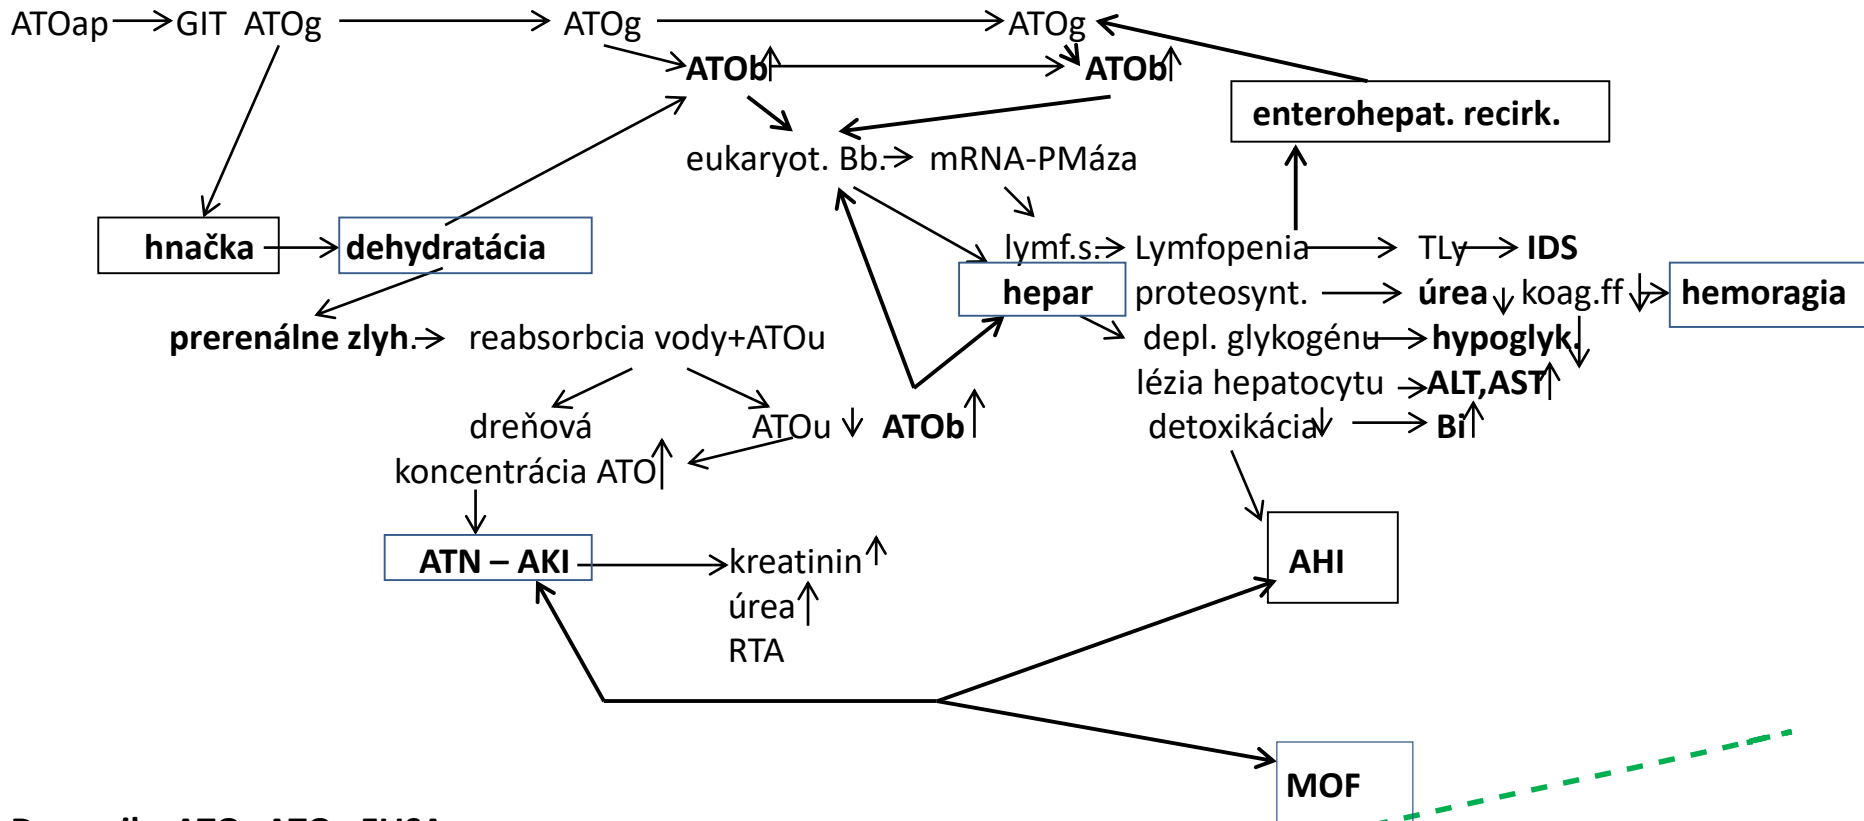 ATOap GIT ATOg ATOg ATOg
ATOb ATOb
enterohepat. recirk.
eukaryot. Bb. mRNA-PMáza
hnačka dehydratácia lymf.s. Lymfopenia TLy IDS
hepar proteosynt. úrea koag.ff hemoragia
prerenálne zlyh. reabsorbcia vody+ATOu depl. glykogénu hypoglyk.
lézia hepatocytu ALT,AST
dreňová ATOu ATOb detoxikácia Bi
koncentrácia ATO
ATN – AKI kreatinin AHI
úrea
RTA
MOF